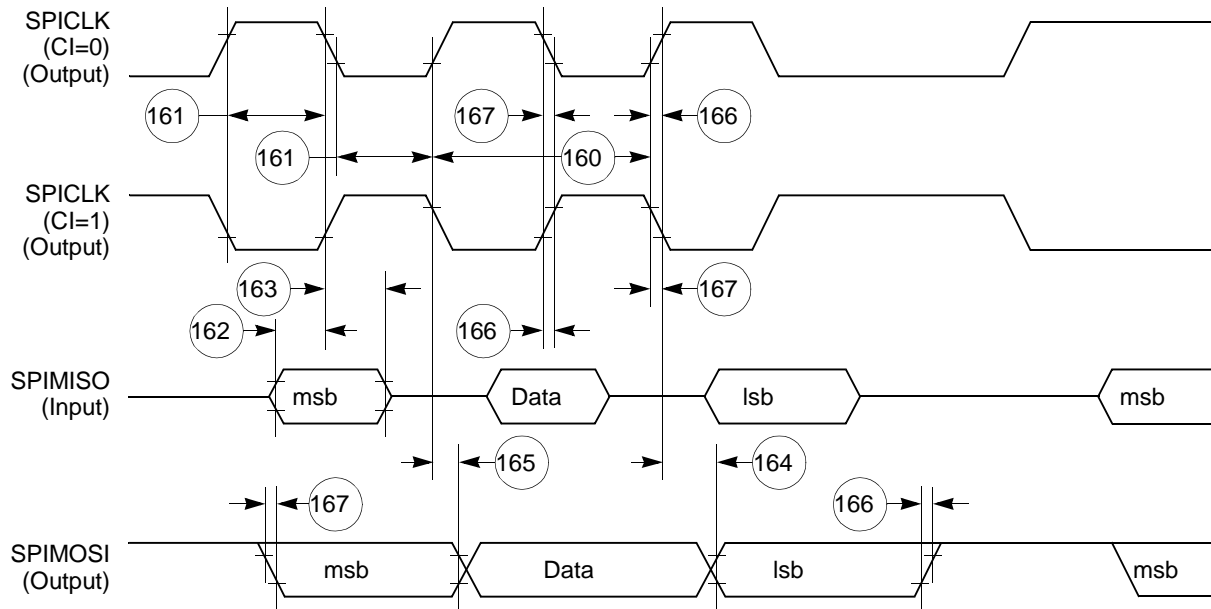 SPICLK
(CI=0)
(Output)
161
167
166
161
160
SPICLK
(CI=1)
(Output)
163
167
162
166
SPIMISO
(Input)
msb
Data
lsb
msb
165
164
167
166
SPIMOSI
(Output)
msb
Data
lsb
msb